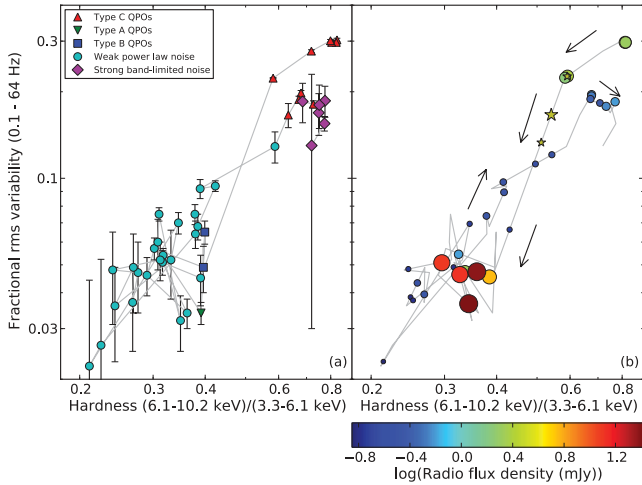 Type C QPOs
Type A QPOs
Type B QPOs
Weak power law noise
Strong band-limited noise
Fractional rms variability (0.1 - 64 Hz)
0.3
0.1
0.03
(a)
(b)
0.2 0.3 0.4 0.6 0.8
0.2 0.3 0.4 0.6 0.8
Hardness (6.1-10.2 keV)/(3.3-6.1 keV)
Hardness (6.1-10.2 keV)/(3.3-6.1 keV)
−0.8 −0.4 0.0 0.4 0.8 1.2
log(Radio flux density (mJy)